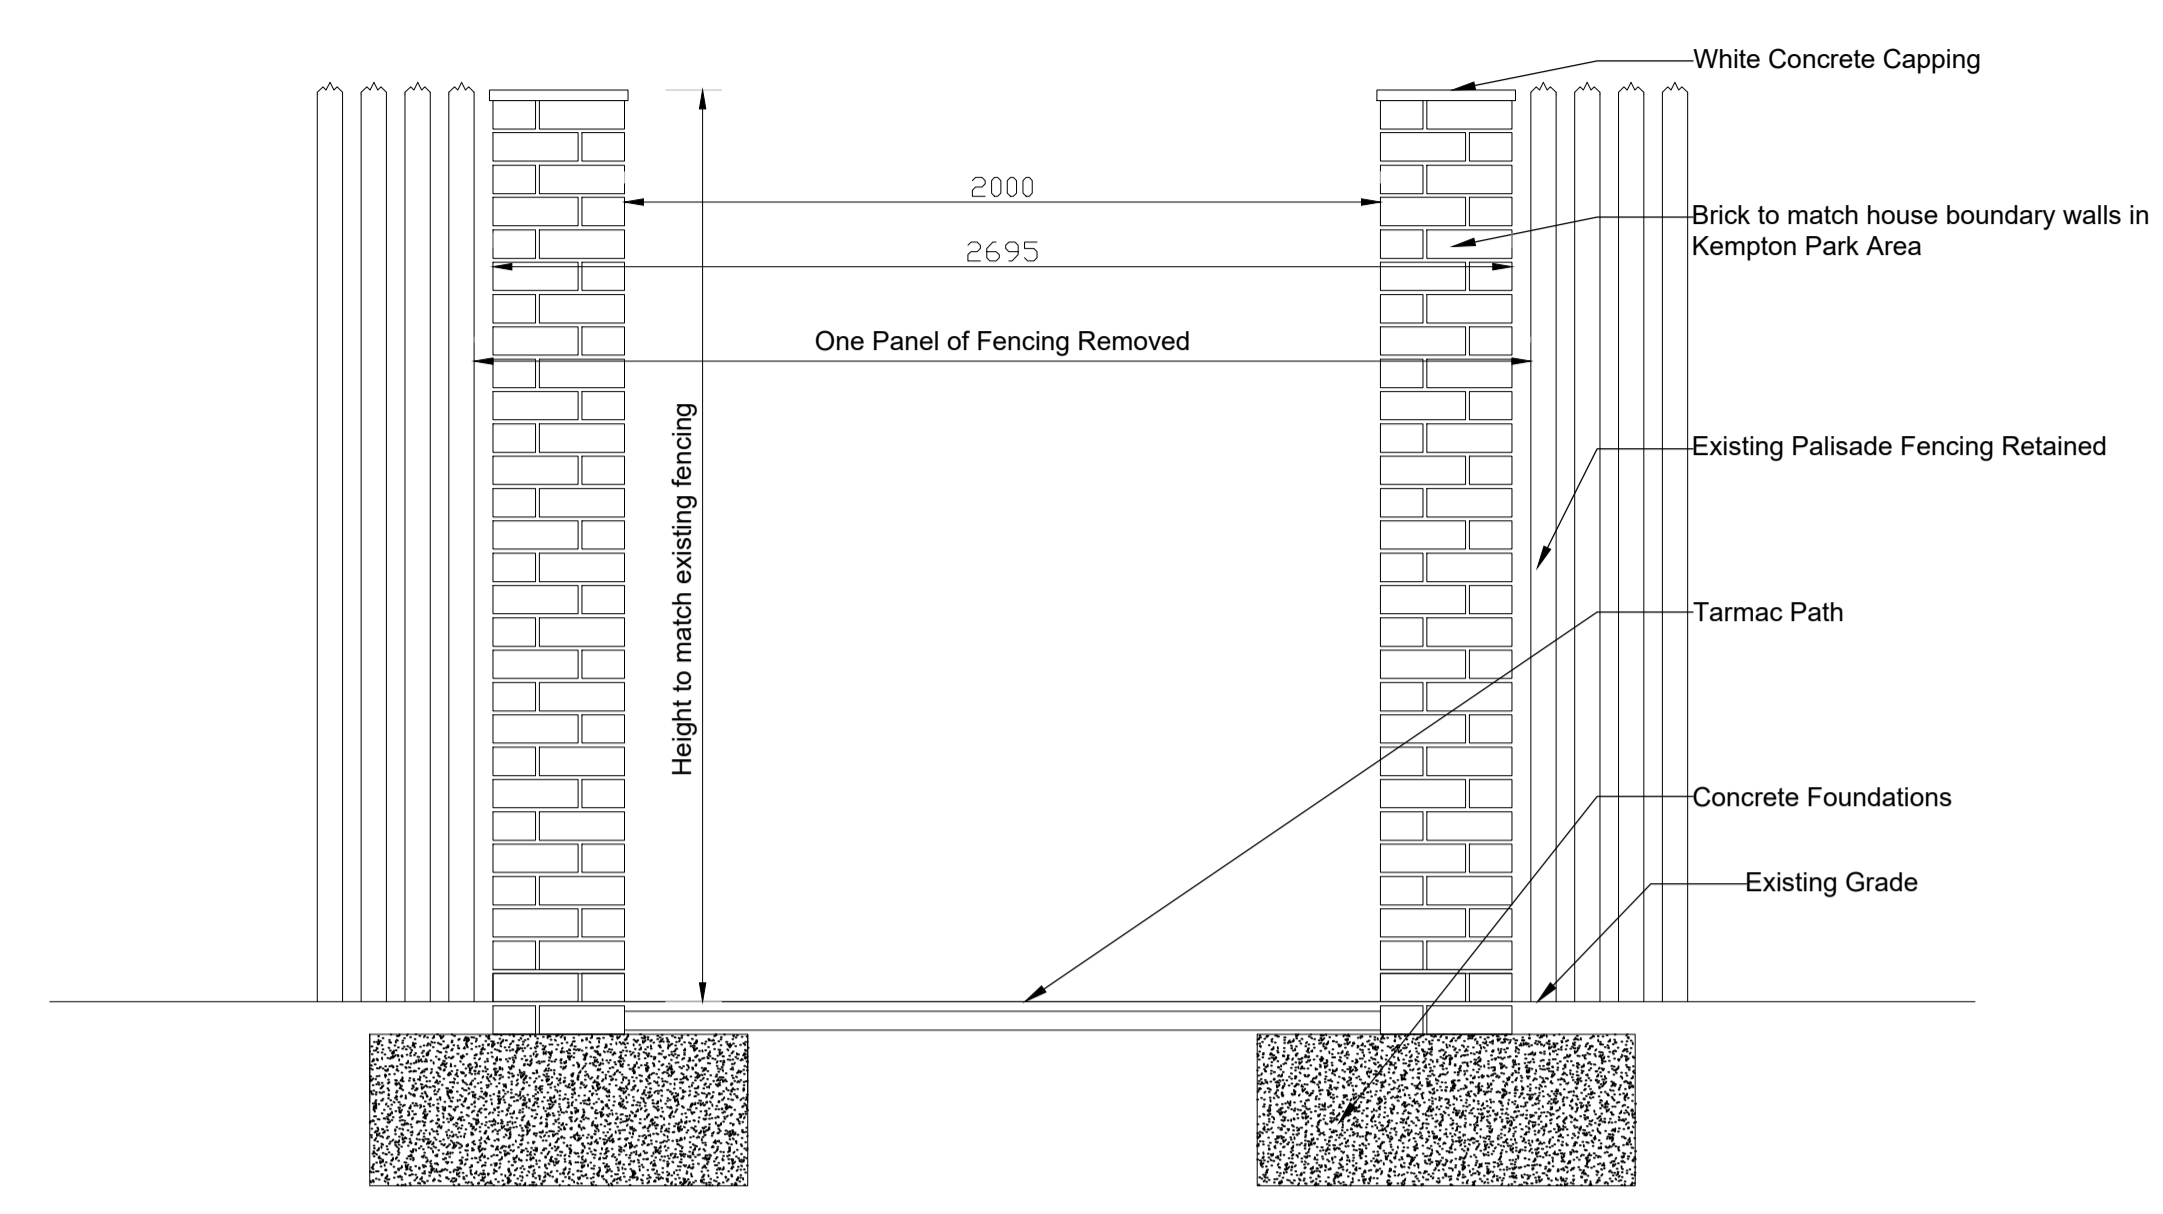 White Concrete Capping
2000
Brick to match house boundary walls in
Kempton Park Area
2695
One Panel of Fencing Removed
Height to match existing fencing
Existing Palisade Fencing Retained
Tarmac Path
Concrete Foundations
Existing Grade